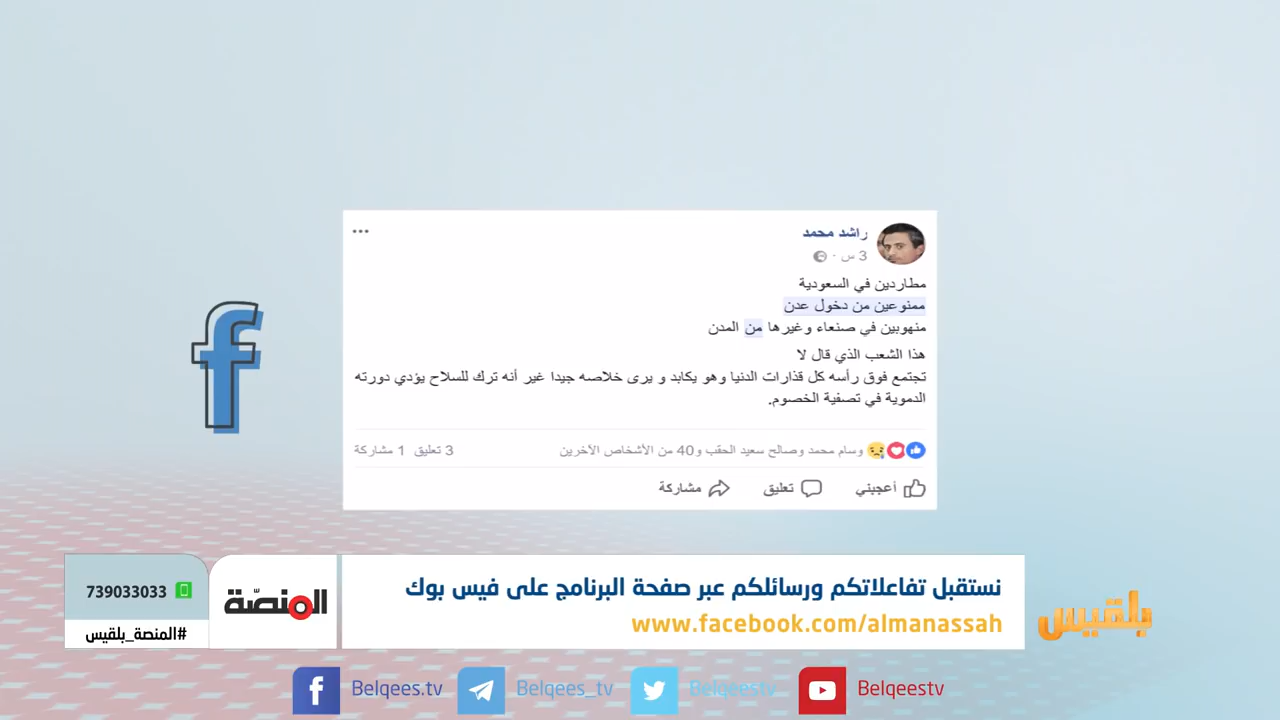 راشد محمد
3 س ·
مطاردين في السعودية
ممنوعين من دخول عدن
منهوبين في صنعاء وغيرها من المدن
هذا الشعب الذي قال لا
تجتمع فوق رأسه كل قذارات الدنيا وهو يكابد و يرى خلاصه جيدا غير أنه ترك للسلاح يؤدي دورته
الدموية في تصفية الخصوم.
وسام محمد وصالح سعيد الحقب و40 من الأشخاص الآخرين
3 تعليق 1 مشاركة
أعجبني تعليق مشاركة
نستقبل تفاعلاتكم ورسائلكم عبر صفحة البرنامج على فيس بوك
www.facebook.com/almanassah
المنصّة
739033033
#المنصة_بلقيس
بلقيس
Belqees.tv Belqees_tv Belqeestv Belqeestv